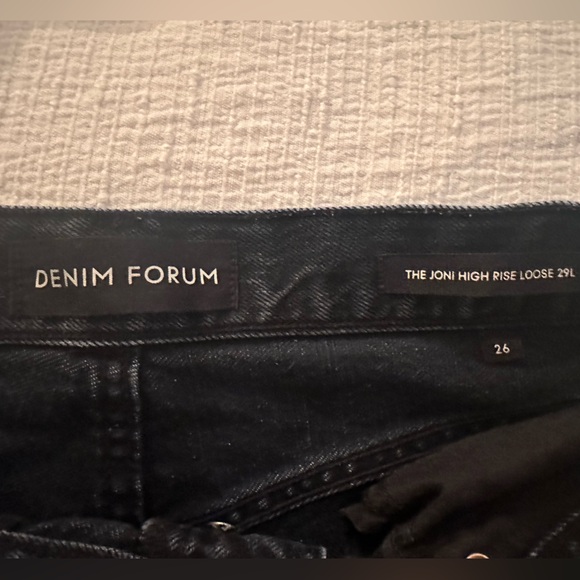 DENIM FORUM
THE JONI HIGH RISE LOOSE 29L
26